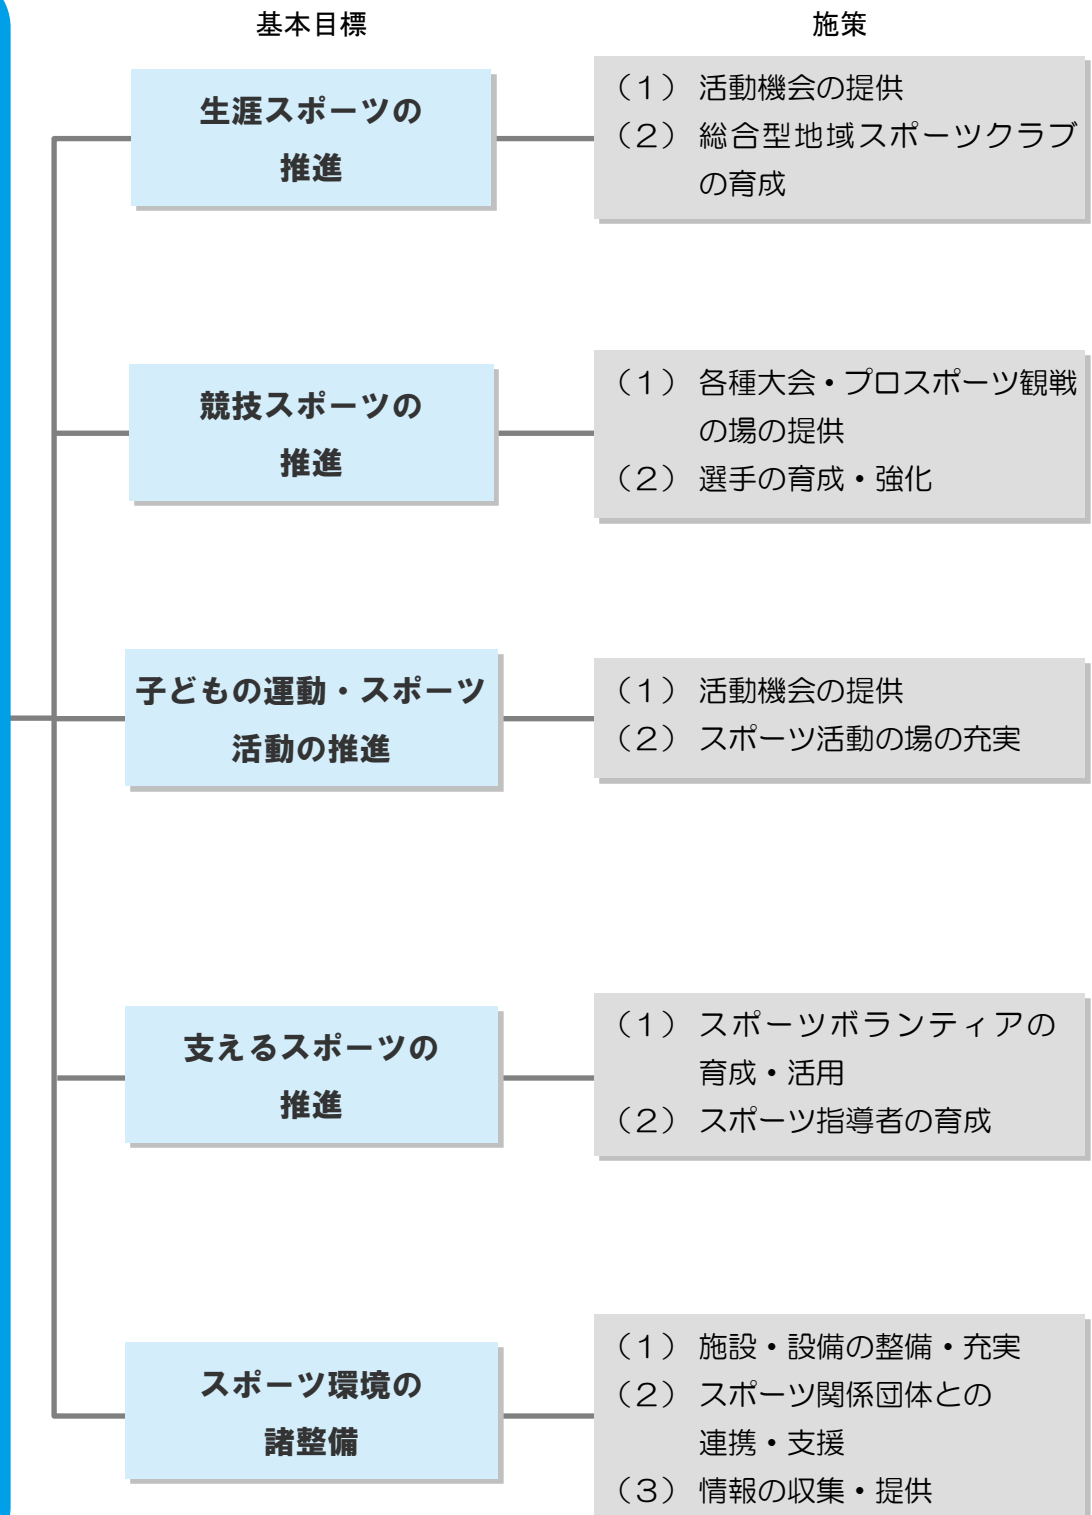 基本目標
施策
生涯スポーツの
推進
（１） 活動機会の提供
（２） 総合型地域スポーツクラブ
の育成
競技スポーツの
推進
（１） 各種大会・プロスポーツ観戦
の場の提供
（２） 選手の育成・強化
子どもの運動・スポーツ
活動の推進
（１） 活動機会の提供
（２） スポーツ活動の場の充実
支えるスポーツの
推進
（１） スポーツボランティアの
育成・活用
（２） スポーツ指導者の育成
スポーツ環境の
諸整備
（１） 施設・設備の整備・充実
（２） スポーツ関係団体との
連携・支援
（３） 情報の収集・提供